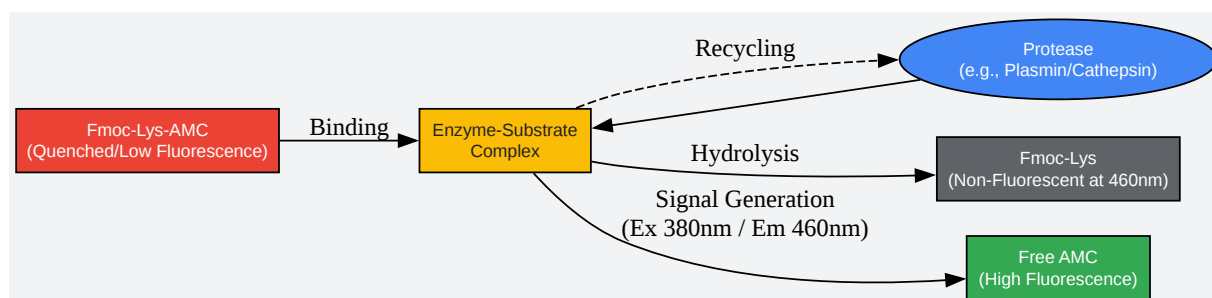 Fmoc-Lys-AMC
(Quenched/Low Fluorescence)
Binding
Enzyme-Substrate
Complex
Recycling
Protease
(e.g., Plasmin/Cathepsin)
Hydrolysis
Fmoc-Lys
(Non-Fluorescent at 460nm)
Signal Generation
(Ex 380nm / Em 460nm)
Free AMC
(High Fluorescence)